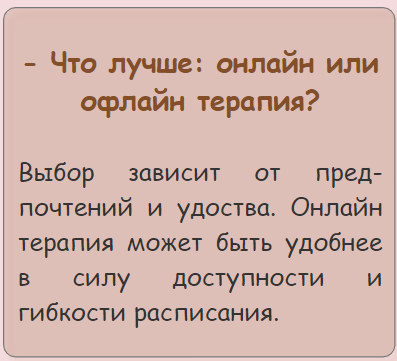 - Что лучше: онлайн или
офлайн терапия?
Выбор зависит от пред-
почтений и удоства. Онлайн
терапия может быть удобнее
в силу доступности и
гибкости расписания.